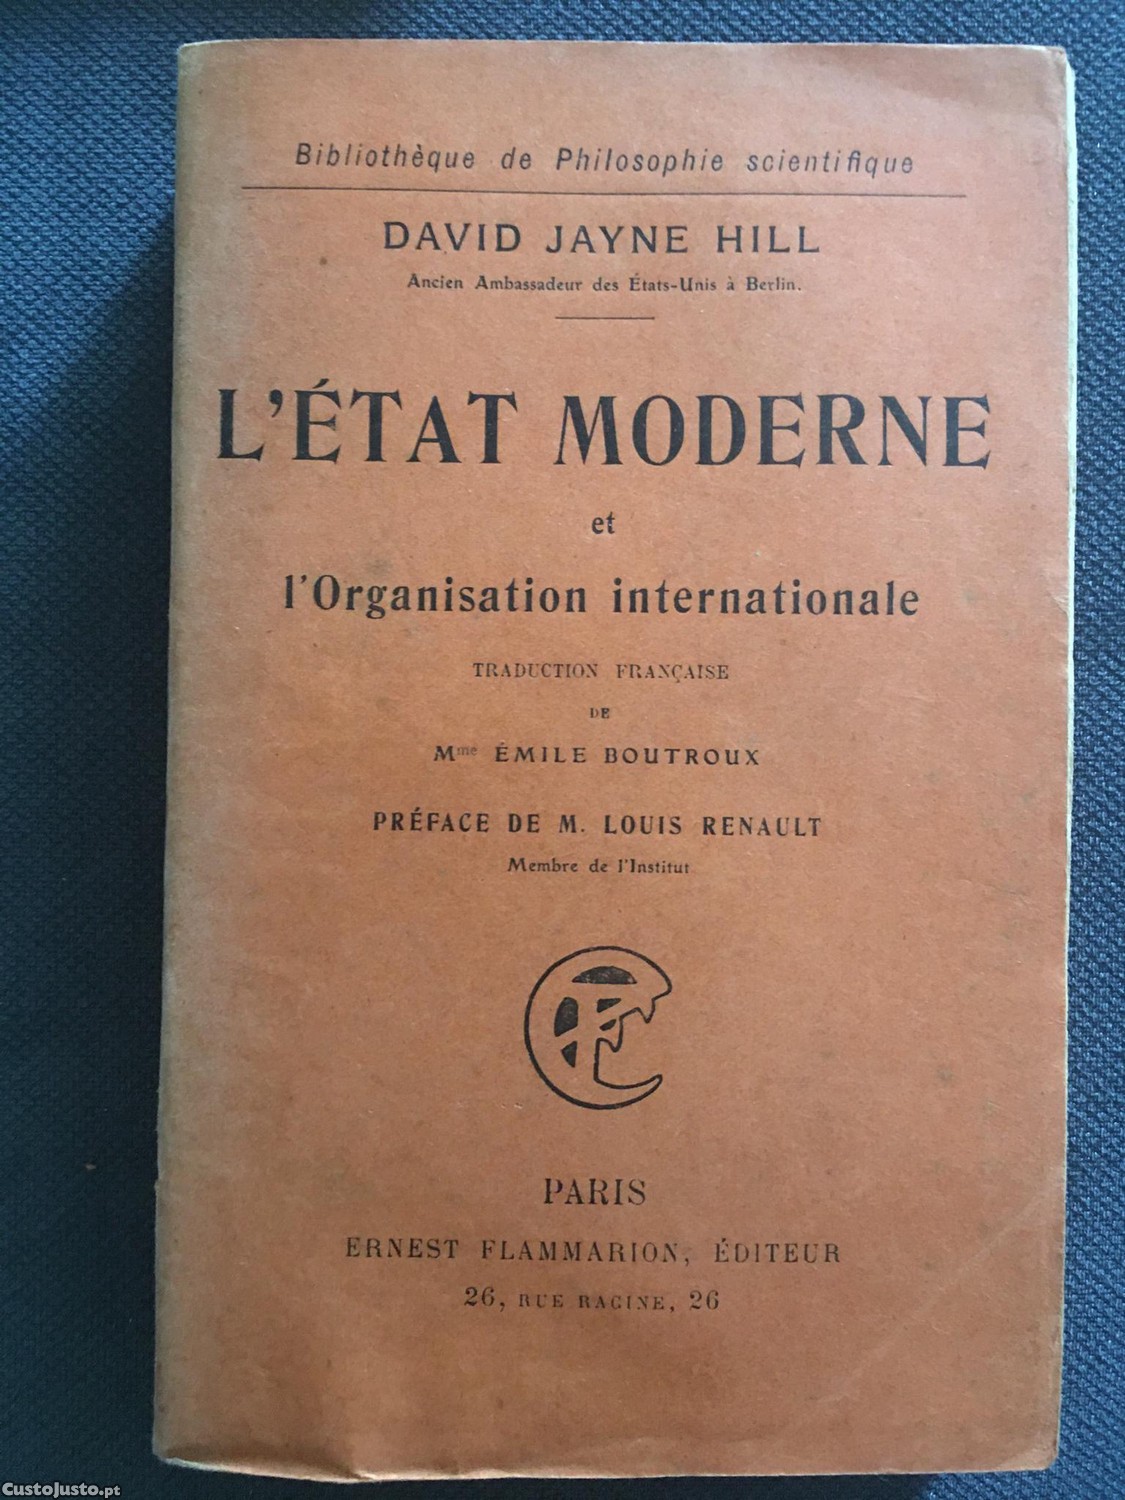 Bibliothèque de Philosophie scientifique
DAVID JAYNE HILL
Ancien Ambassadeur des États-Unis à Berlin.
L'ÉTAT MODERNE
et
l'Organisation internationale
TRADUCTION FRANÇAISE
DE
Mme ÉMILE BOUTROUX
PRÉFACE DE M. LOUIS RENAULT
Membre de l'Institut
PARIS
ERNEST FLAMMARION, ÉDITEUR
26, RUE RACINE, 26
CustoJusto.pt